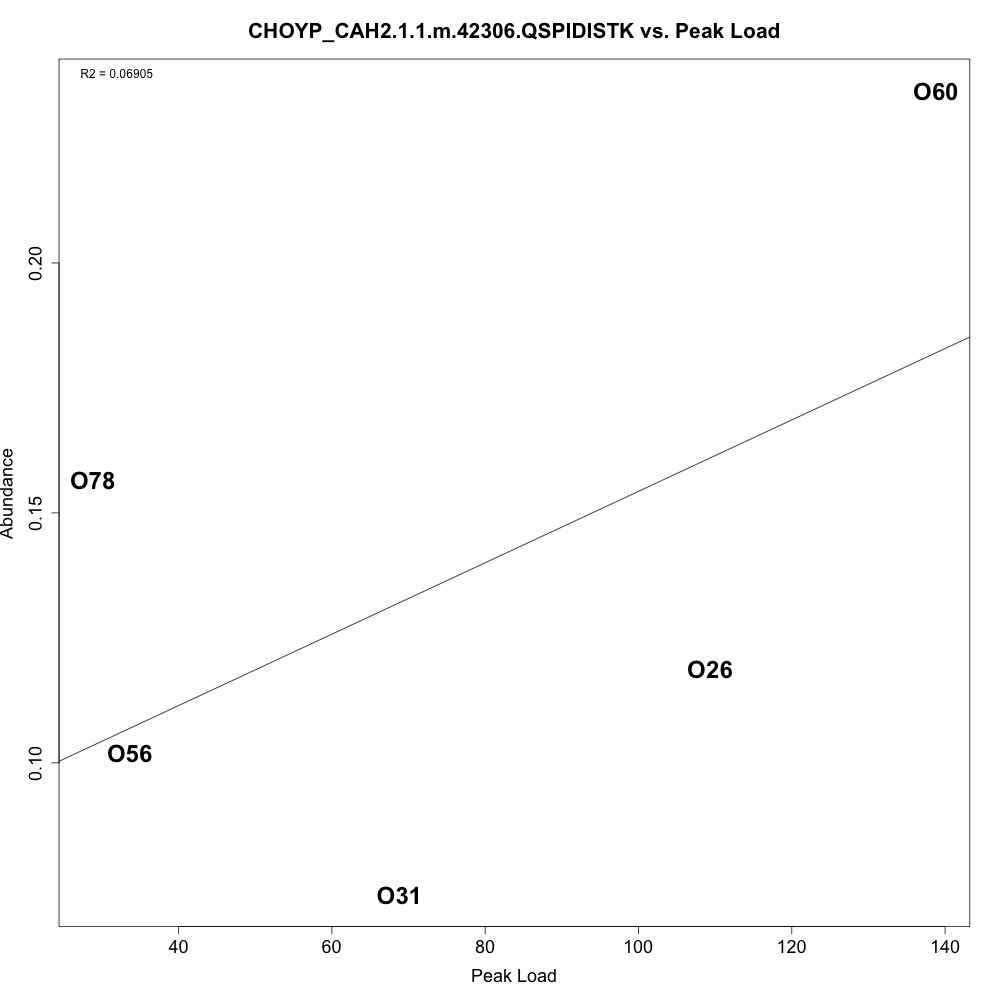 CHOYP_CAH2.1.1.m.42306.QSPIDISTK vs. Peak Load
R2 = 0.06905
O60
0.20
O78
Abundance
0.15
O26
O56
0.10
O31
40 60 80 100 120 140
Peak Load